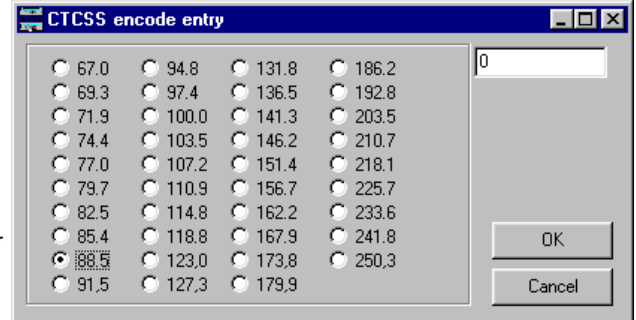 CTCSS encode entry
67.0 94.8 131.8 186.2 0
69.3 97.4 136.5 192.8
71.9 100.0 141.3 203.5
74.4 103.5 146.2 210.7
77.0 107.2 151.4 218.1
79.7 110.9 156.7 225.7
82.5 114.8 162.2 233.6
85.4 118.8 167.9 241.8 OK
88.5 123,0 173,8 250,3
91,5 127,3 179,9 Cancel